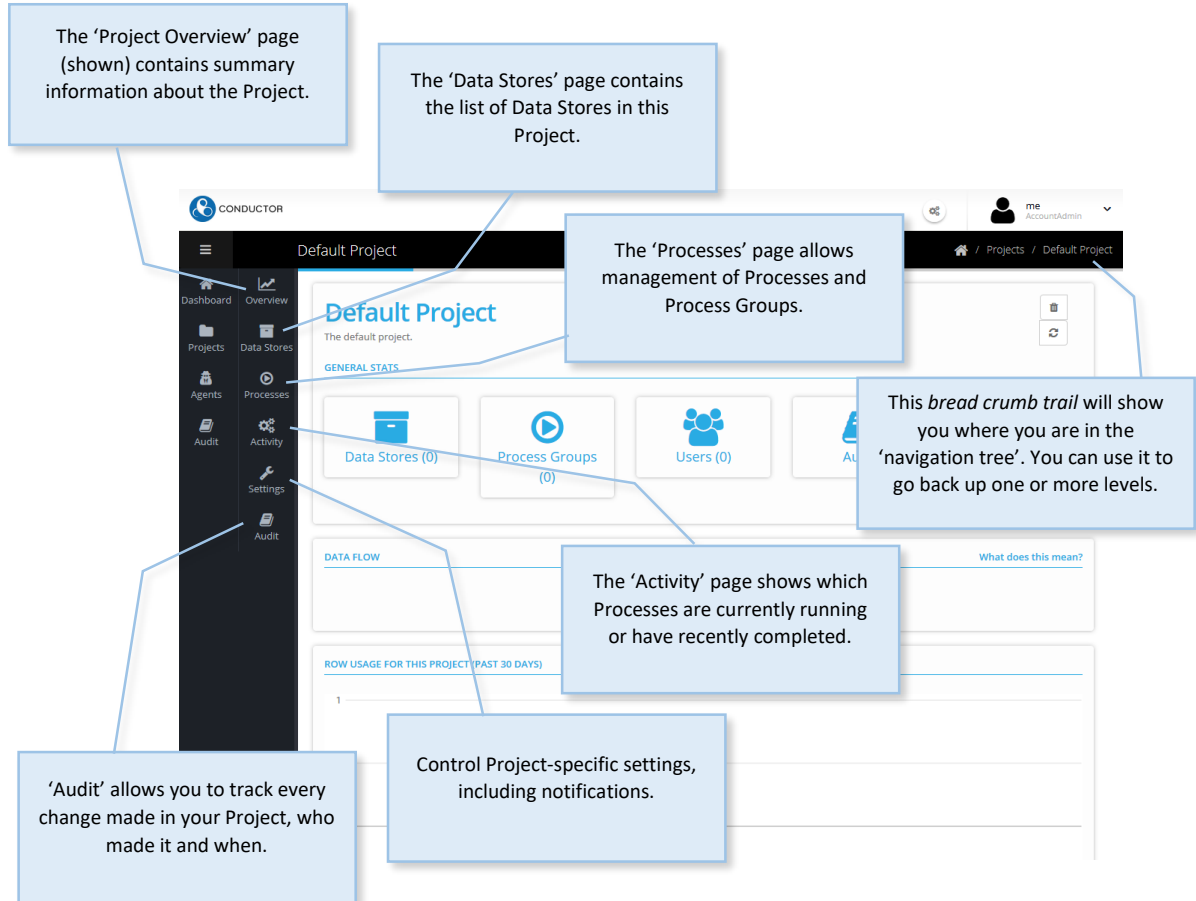 The ‘Project Overview’ page
(shown) contains summary
information about the Project.
The ‘Data Stores’ page contains
the list of Data Stores in this
Project.
CONDUCTOR
me
AccountAdmin
Default Project
/ Projects / Default Project
The ‘Processes’ page allows
management of Processes and
Process Groups.
Dashboard
Overview
Projects
Data Stores
Agents
Processes
Audit
Activity
Settings
Audit
Default Project
The default project.
GENERAL STATS
Data Stores (0)
Process Groups
(0)
Users (0)
This bread crumb trail will show
you where you are in the
‘navigation tree’. You can use it to
go back up one or more levels.
DATA FLOW
What does this mean?
The ‘Activity’ page shows which
Processes are currently running
or have recently completed.
ROW USAGE FOR THIS PROJECT (PAST 30 DAYS)
1
Control Project-specific settings,
including notifications.
‘Audit’ allows you to track every
change made in your Project, who
made it and when.